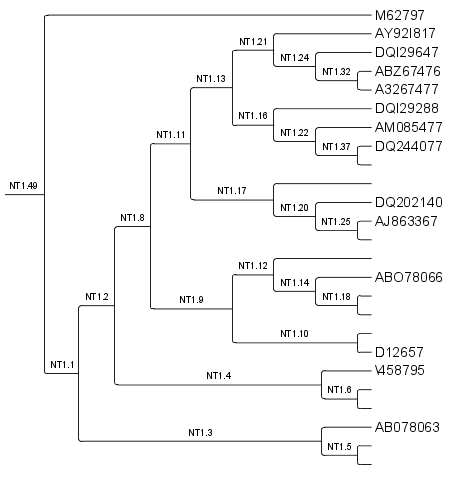 M62797
AY92I817
NT1.21
DQI29647
NT1.24
ABZ67476
NT1.32
NT1.13
A3267477
DQI29288
NT1.16
AM085477
NT1.22
NT1.11
DQ244077
NT1.37
NT1.49
NT1.17
DQ202140
NT1.20
NT1.8
AJ863367
NT1.25
NT1.12
ABO78066
NT1.14
NT1.2
NT1.9
NT1.18
NT1.10
D12657
NT1.1
V458795
NT1.4
NT1.6
AB078063
NT1.3
NT1.5